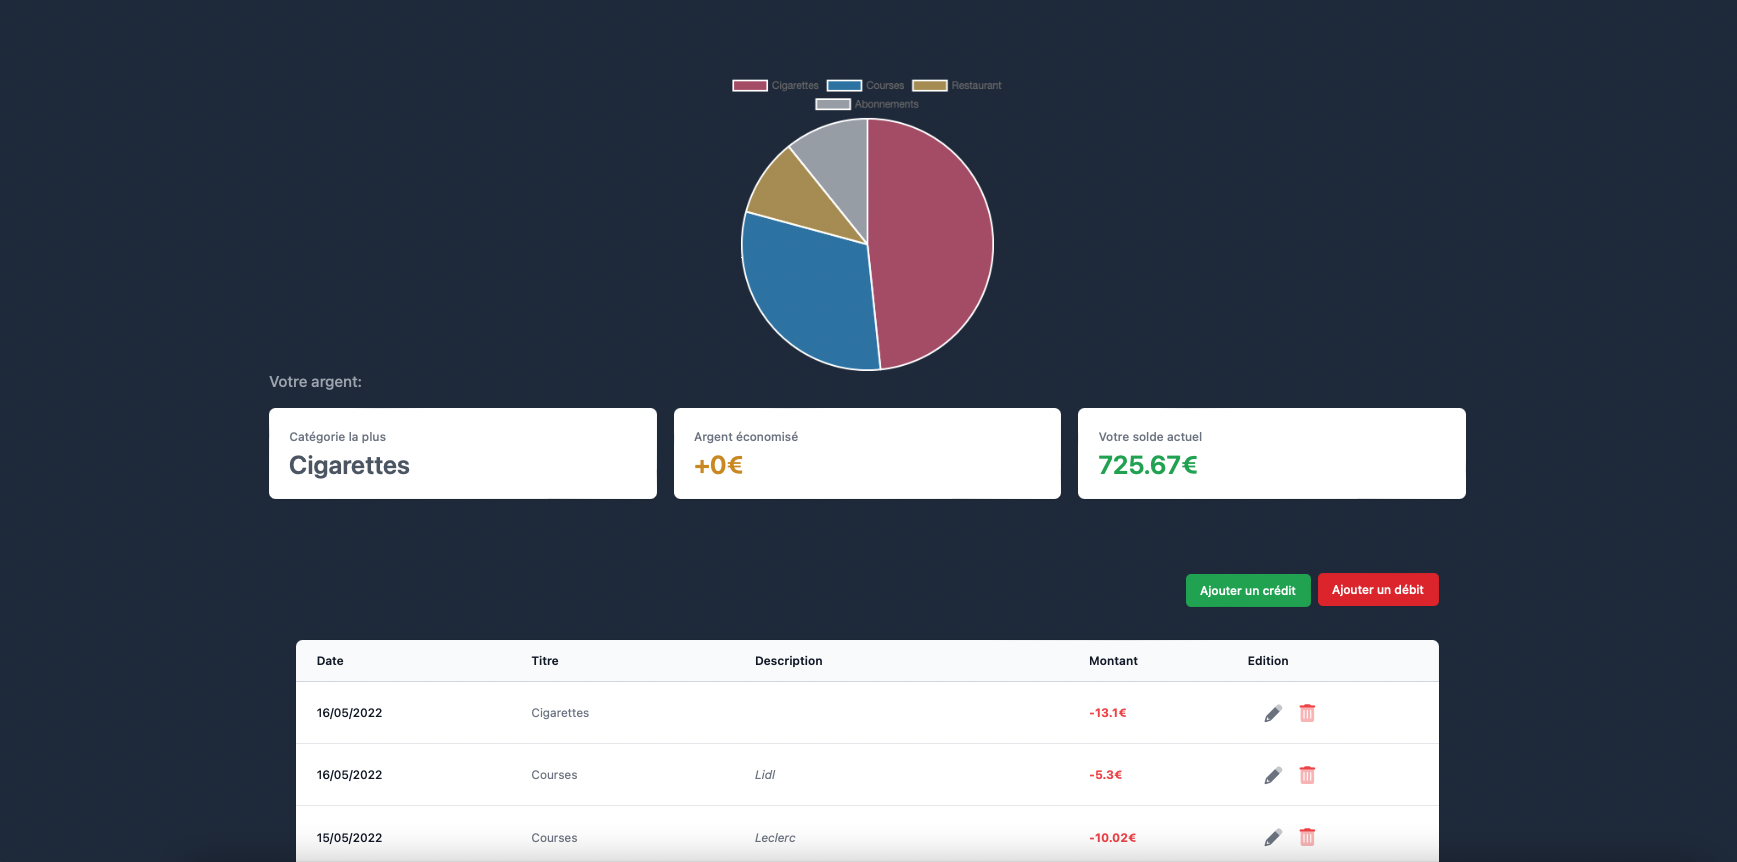 Cigarettes Courses Restaurant
Abonnements
Votre argent:
Catégorie la plus
Cigarettes
Argent économisé
+0€
Votre solde actuel
725.67€
Ajouter un crédit Ajouter un débit
Date Titre Description Montant Edition
16/05/2022 Cigarettes -13.1€
16/05/2022 Courses Lidl -5.3€
15/05/2022 Courses Leclerc -10.02€